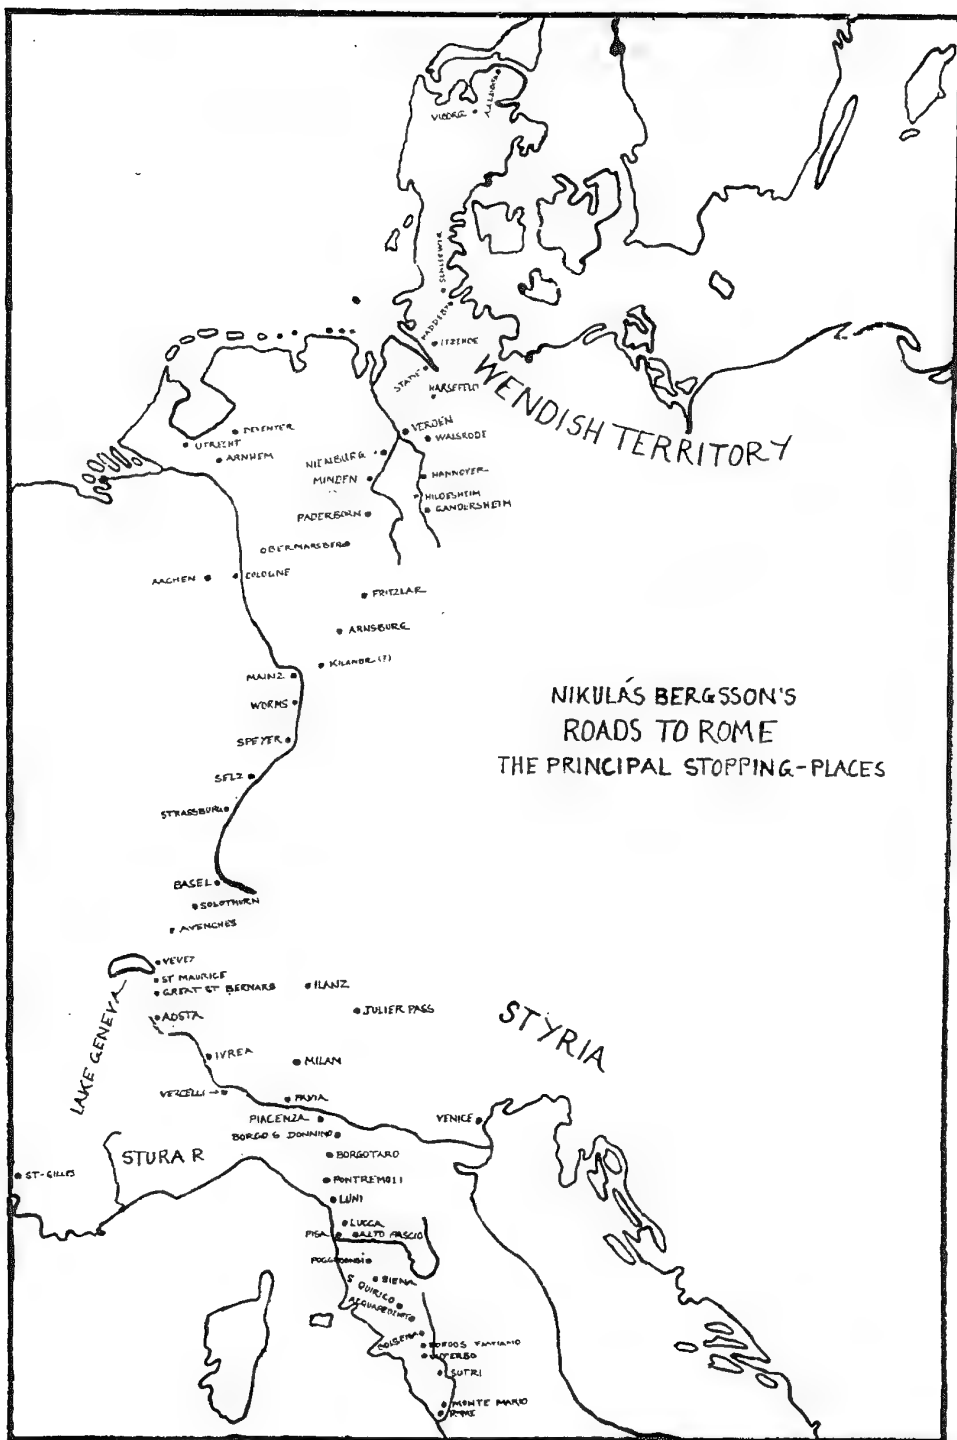 VIBORG
AALBORG
SCHLESWIG
HADDEBY
ITZEHOE
STADE
HARSEFELD
WENDISH TERRITORY
VERDEN
WALSRODE
DEVENTER
UTRECHT
ARNHEM
NIENBURG
MINDEN
HANNOVER
HILDESHEIM
GANDERSHEIM
PADERBORN
OBERMARSBERG
AACHEN
COLOGNE
FRITZLAR
ARNSBURG
KILANDR (?)
MAINZ
WORMS
SPEYER
SELZ
STRASSBURG
NIKULÁS BERGSSON'S
ROADS TO ROME
THE PRINCIPAL STOPPING-PLACES
BASEL
SOLOTHURN
AVENCHES
VEVEY
ST MAURICE
GREAT ST BERNARD
ILANZ
AOSTA
JULIER PASS
LAKE GENEVA
STYRIA
IVREA
MILAN
VERCELLI
PAVIA
PIACENZA
VENICE
BORGO S DONNINO
STURA R
BORGOTARO
ST-GILLES
PONTREMOLI
LUNI
LUCCA
PISA
ALTOPASCIO
POGGIBONSI
SIENA
S QUIRICO
ACQUAPENDENTE
BOLSENA
VITERBO
SUTRI
MONTE MARIO
ROME